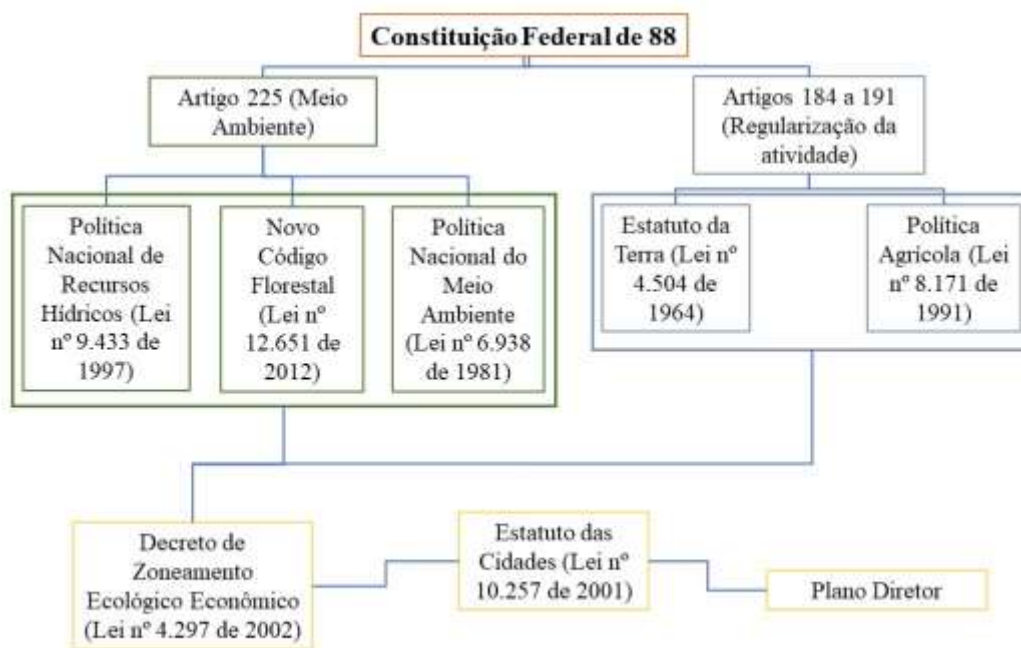 Constituição Federal de 88
Artigo 225 (Meio
Ambiente)
Artigos 184 a 191
(Regularização da
atividade)
Política
Nacional de
Recursos
Hídricos (Lei
nº 9.433 de
1997)
Novo
Código
Florestal
(Lei nº
12.651 de
2012)
Política
Nacional do
Meio
Ambiente
(Lei nº 6.938
de 1981)
Estatuto da
Terra (Lei nº
4.504 de
1964)
Política
Agrícola (Lei
nº 8.171 de
1991)
Decreto de
Zoneamento
Ecológico Econômico
(Lei nº 4.297 de 2002)
Estatuto das
Cidades (Lei nº
10.257 de 2001)
Plano Diretor